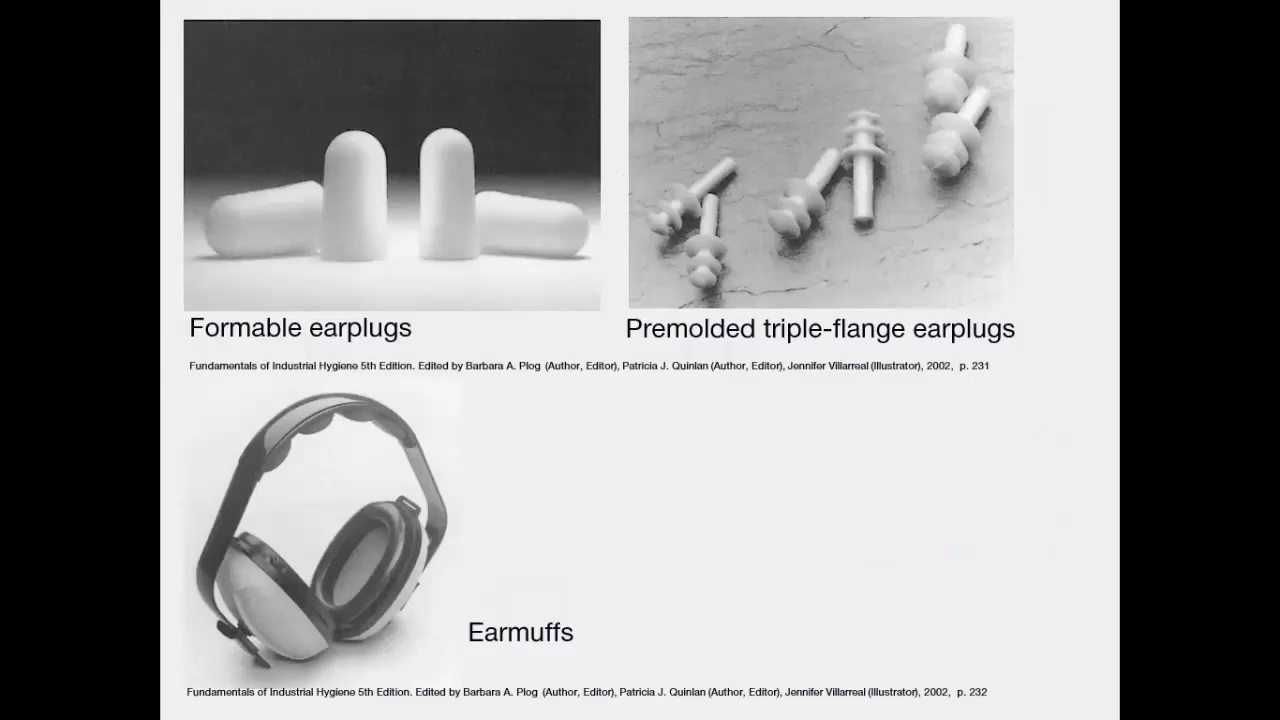 Formable earplugs
Premolded triple-flange earplugs
Fundamentals of Industrial Hygiene 5th Edition. Edited by Barbara A. Plog (Author, Editor), Patricia J. Quinlan (Author, Editor), Jennifer Villarreal (Illustrator), 2002, p. 231
Earmuffs
Fundamentals of Industrial Hygiene 5th Edition. Edited by Barbara A. Plog (Author, Editor), Patricia J. Quinlan (Author, Editor), Jennifer Villarreal (Illustrator), 2002, p. 232